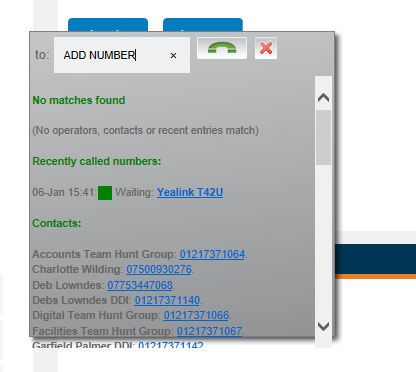 to: ADD NUMBER ×
No matches found
(No operators, contacts or recent entries match)
Recently called numbers:
06-Jan 15:41: Waiting: Yealink T42U
Contacts:
Accounts Team Hunt Group: 01217371064.
Charlotte Wilding: 07500930276.
Deb Lowndes: 07753447068.
Debs Lowndes DDI: 01217371140.
Digital Team Hunt Group: 01217371066.
Facilities Team Hunt Group: 01217371067.
Garfield Palmer DDI: 01217371142